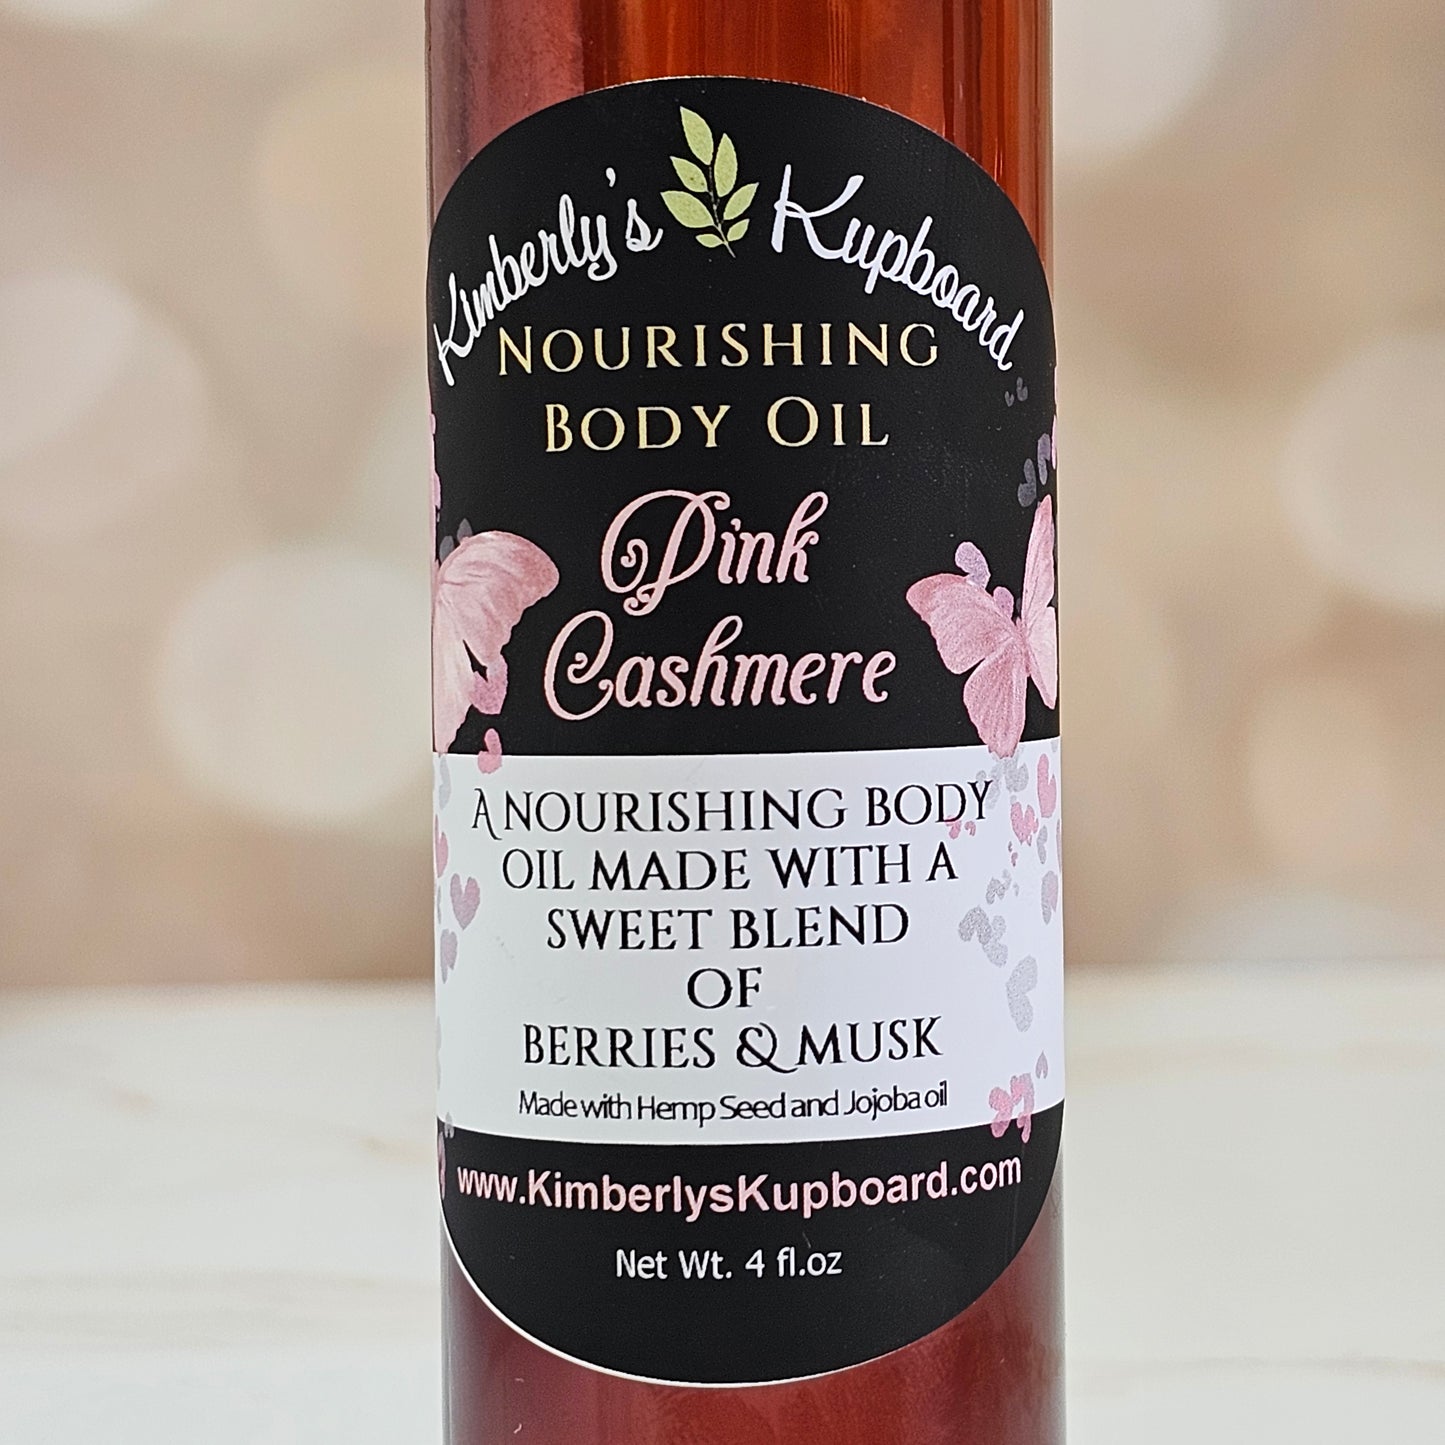 Kimberly's Kupboard
NOURISHING
BODY OIL
Pink
Cashmere
A NOURISHING BODY
OIL MADE WITH A
SWEET BLEND
OF
BERRIES & MUSK
Made with Hemp Seed and Jojoba oil
www.KimberlysKupboard.com
Net Wt. 4 fl.oz